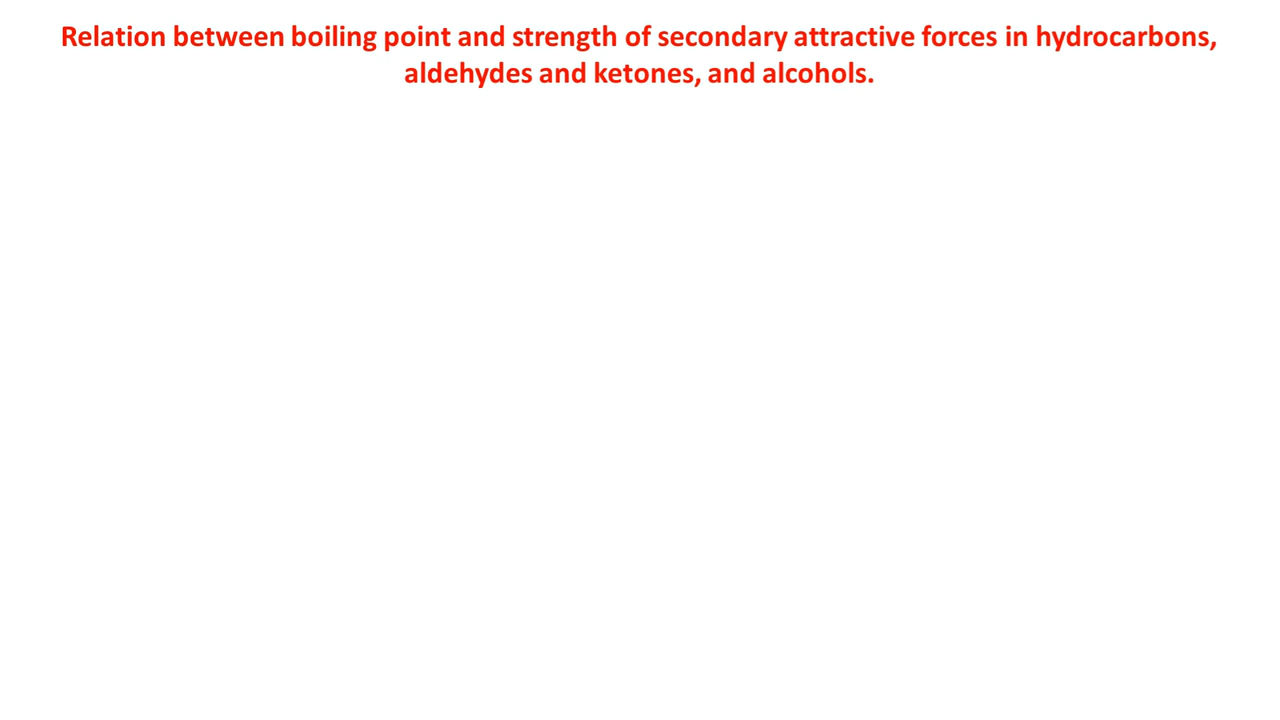 Relation between boiling point and strength of secondary attractive forces in hydrocarbons,
aldehydes and ketones, and alcohols.